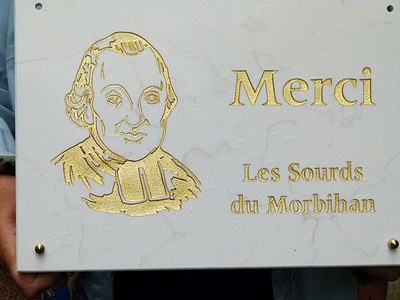 Merci
Les Sourds
du Morbihan